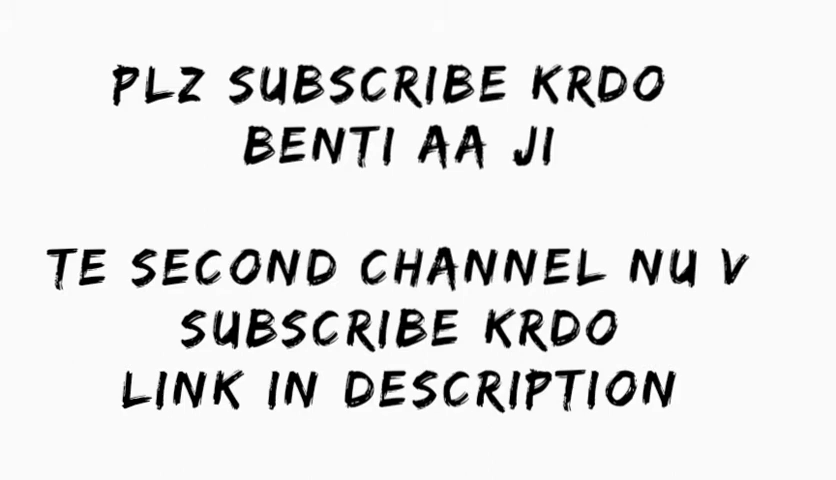 PLZ SUBSCRIBE KRDO
BENTI AA JI
TE SECOND CHANNEL NU V
SUBSCRIBE KRDO
LINK IN DESCRIPTION